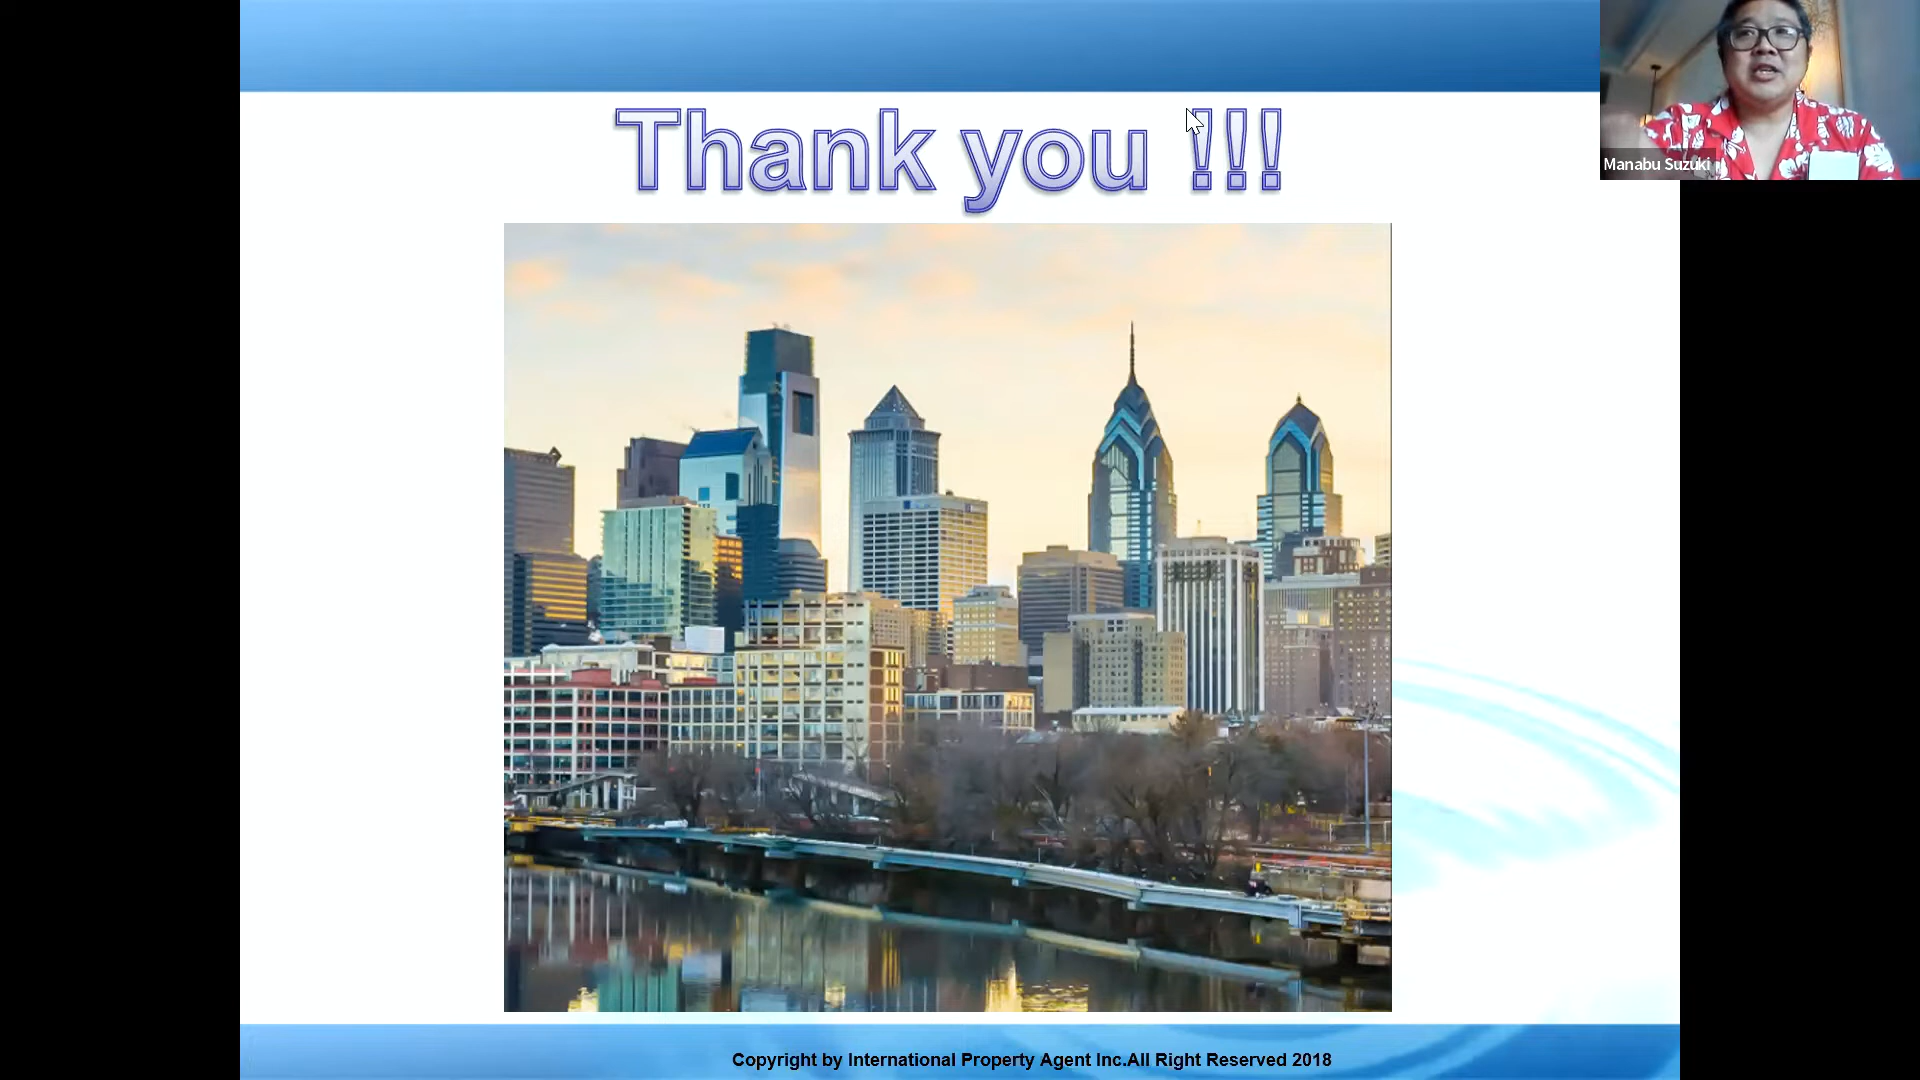 Thank you !!!
Manabu Suzuki
Copyright by International Property Agent Inc.All Right Reserved 2018